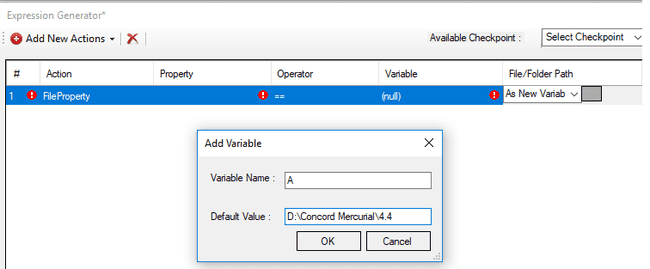 Expression Generator*
Add New Actions
Available Checkpoint :
Select Checkpoint
# Action Property Operator Variable File/Folder Path
1 FileProperty == (null) As New Variab
Add Variable
Variable Name : A
Default Value : D:\Concord Mercurial\4.4
OK Cancel